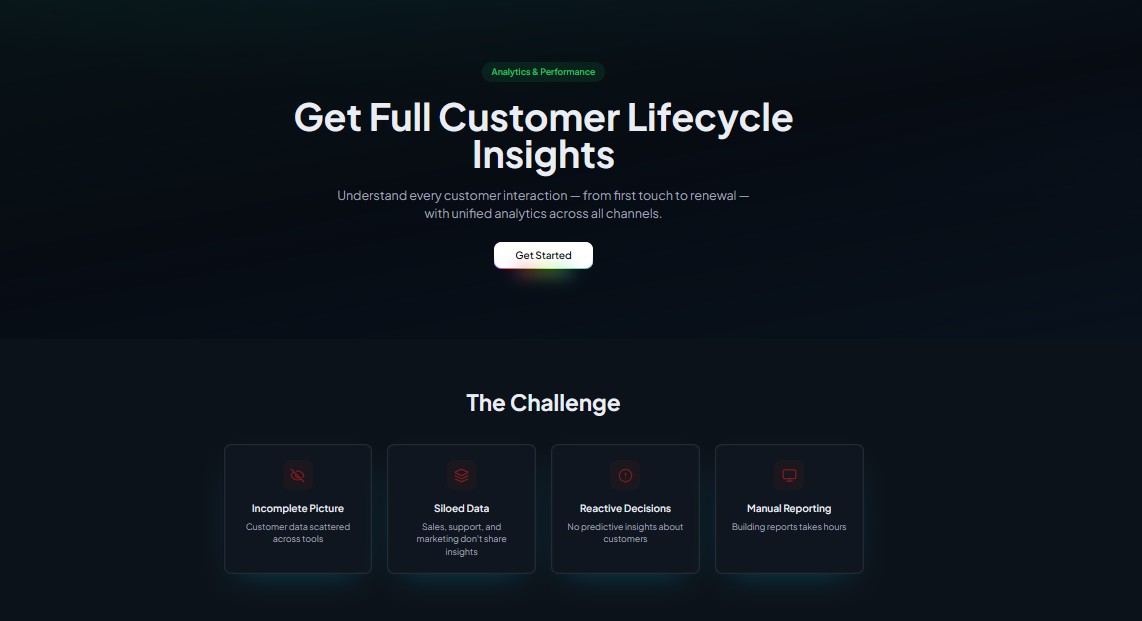 Analytics & Performance
Get Full Customer Lifecycle
Insights
Understand every customer interaction — from first touch to renewal —
with unified analytics across all channels.
Get Started
The Challenge
Incomplete Picture
Customer data scattered
across tools
Siloed Data
Sales, support, and
marketing don't share
insights
Reactive Decisions
No predictive insights about
customers
Manual Reporting
Building reports takes hours